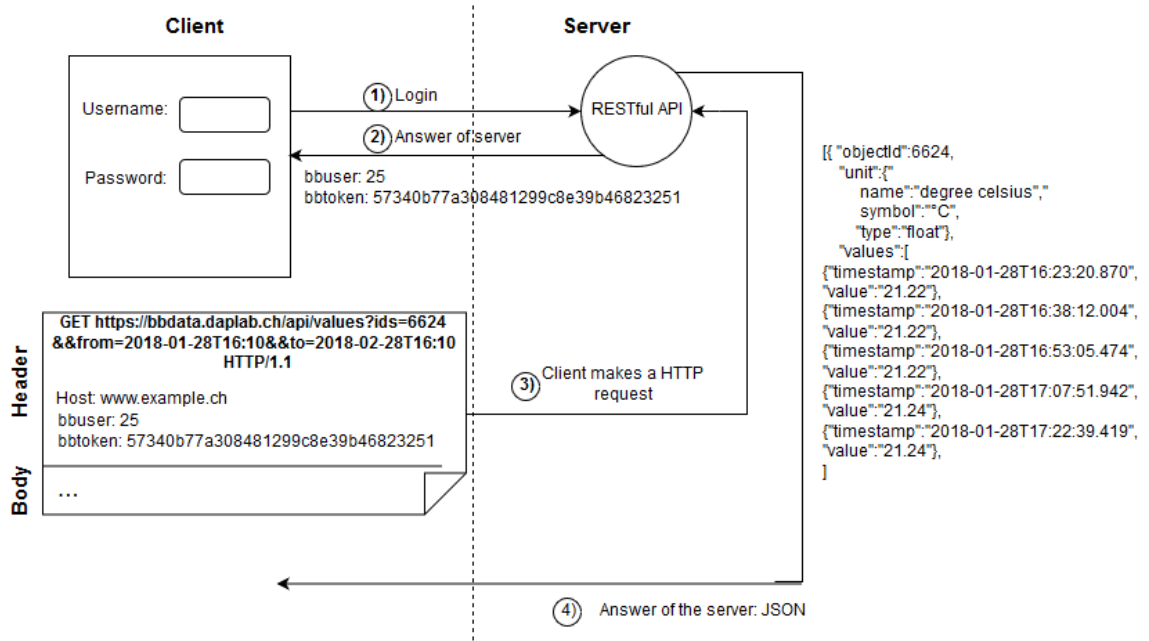 Client
Server
Username:
Password:
1) Login
RESTful API
2) Answer of server
bbuser: 25
bbtoken: 57340b77a308481299c8e39b46823251
[{ "objectId":6624,
"unit":{"
name":"degree celsius","
symbol":"°C",
"type":"float"},
"values":[
{"timestamp":"2018-01-28T16:23:20.870",
"value":"21.22"},
{"timestamp":"2018-01-28T16:38:12.004",
"value":"21.22"},
{"timestamp":"2018-01-28T16:53:05.474",
"value":"21.22"},
{"timestamp":"2018-01-28T17:07:51.942",
"value":"21.24"},
{"timestamp":"2018-01-28T17:22:39.419",
"value":"21.24"},
]
Header
GET https://bbdata.daplab.ch/api/values?ids=6624
&&from=2018-01-28T16:10&&to=2018-02-28T16:10
HTTP/1.1
Host: www.example.ch
bbuser: 25
bbtoken: 57340b77a308481299c8e39b46823251
Body
...
3) Client makes a HTTP
request
4) Answer of the server: JSON